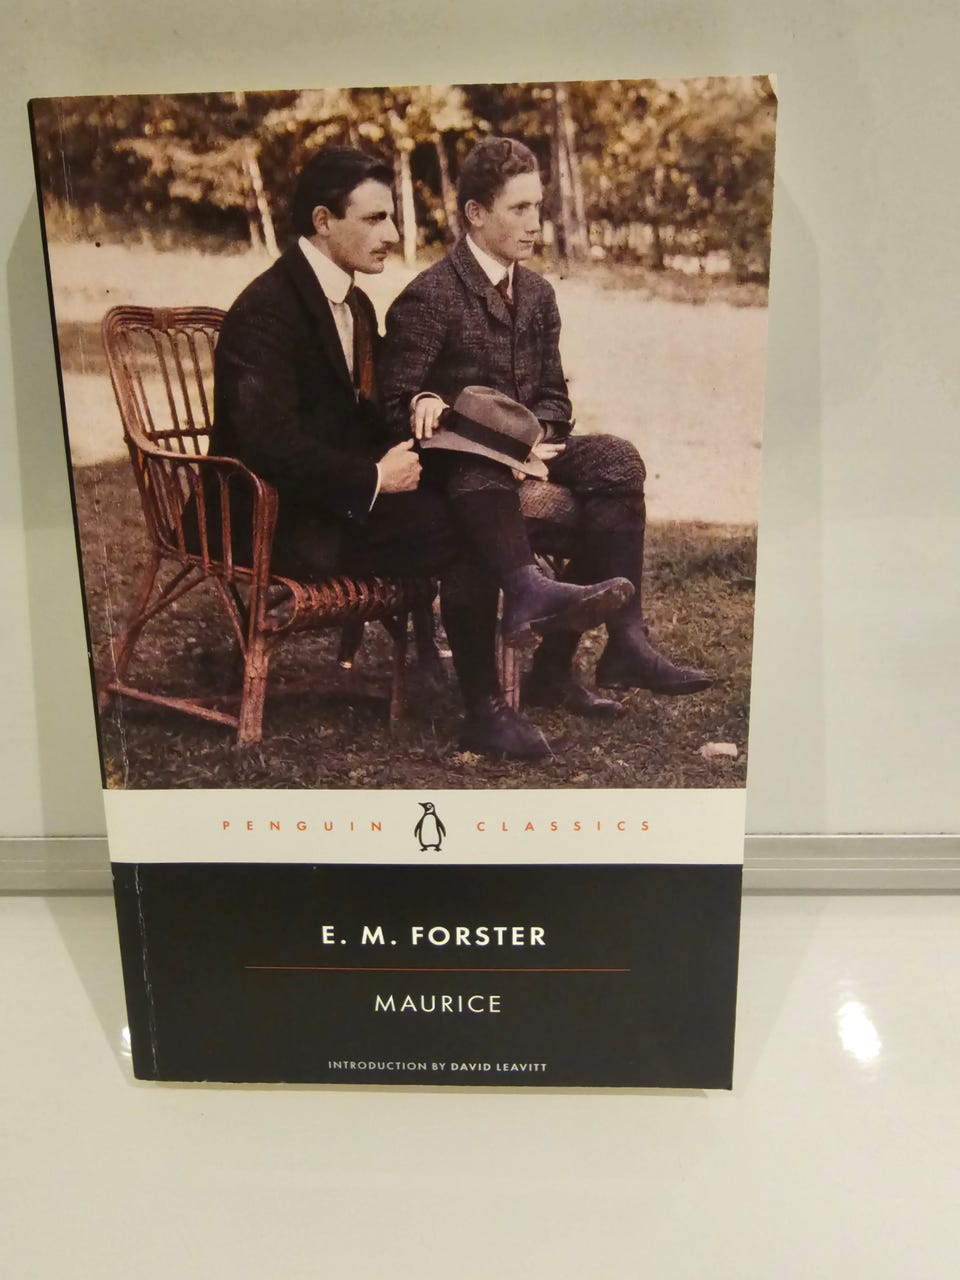 PENGUIN CLASSICS
E. M. FORSTER
MAURICE
INTRODUCTION BY DAVID LEAVITT